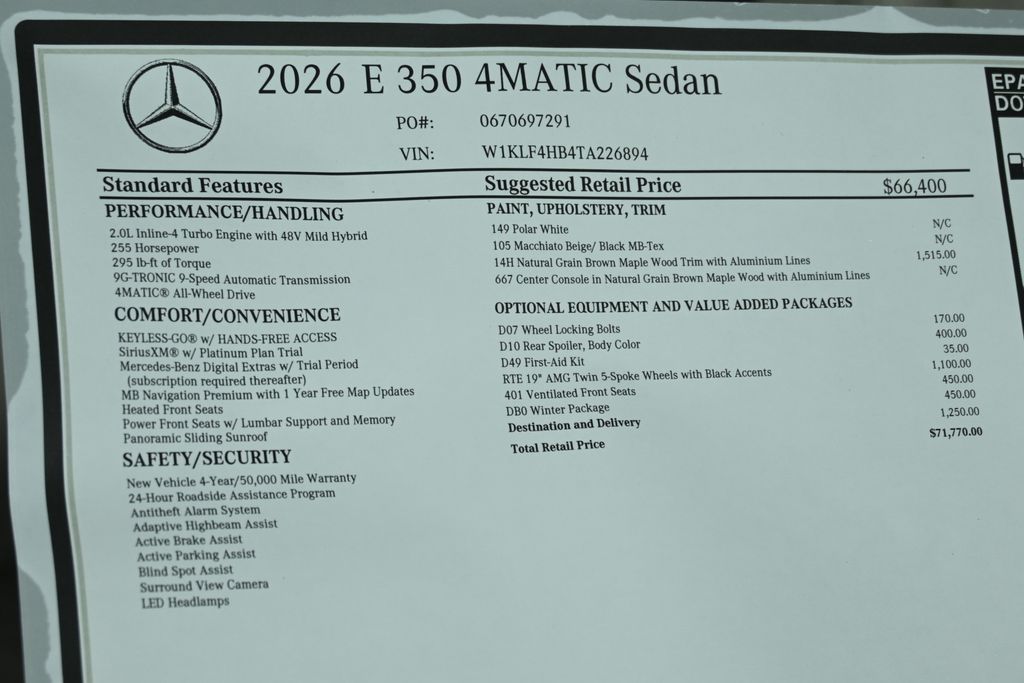 2026 E 350 4MATIC Sedan
PO#: 0670697291
VIN: W1KLF4HB4TA226894
Standard Features
PERFORMANCE/HANDLING
2.0L Inline-4 Turbo Engine with 48V Mild Hybrid
255 Horsepower
295 lb-ft of Torque
9G-TRONIC 9-Speed Automatic Transmission
4MATIC® All-Wheel Drive
COMFORT/CONVENIENCE
KEYLESS-GO® w/ HANDS-FREE ACCESS
SiriusXM® w/ Platinum Plan Trial
Mercedes-Benz Digital Extras w/ Trial Period
(subscription required thereafter)
MB Navigation Premium with 1 Year Free Map Updates
Heated Front Seats
Power Front Seats w/ Lumbar Support and Memory
Panoramic Sliding Sunroof
SAFETY/SECURITY
New Vehicle 4-Year/50,000 Mile Warranty
24-Hour Roadside Assistance Program
Antitheft Alarm System
Adaptive Highbeam Assist
Active Brake Assist
Active Parking Assist
Blind Spot Assist
Surround View Camera
LED Headlamps
Suggested Retail Price $66,400
PAINT, UPHOLSTERY, TRIM
149 Polar White N/C
105 Macchiato Beige/ Black MB-Tex N/C
14H Natural Grain Brown Maple Wood Trim with Aluminium Lines 1,515.00
667 Center Console in Natural Grain Brown Maple Wood with Aluminium Lines N/C
OPTIONAL EQUIPMENT AND VALUE ADDED PACKAGES
D07 Wheel Locking Bolts 170.00
D10 Rear Spoiler, Body Color 400.00
D49 First-Aid Kit 35.00
RTE 19" AMG Twin 5-Spoke Wheels with Black Accents 1,100.00
401 Ventilated Front Seats 450.00
DB0 Winter Package 450.00
Destination and Delivery 1,250.00
Total Retail Price $71,770.00
EPA
DO